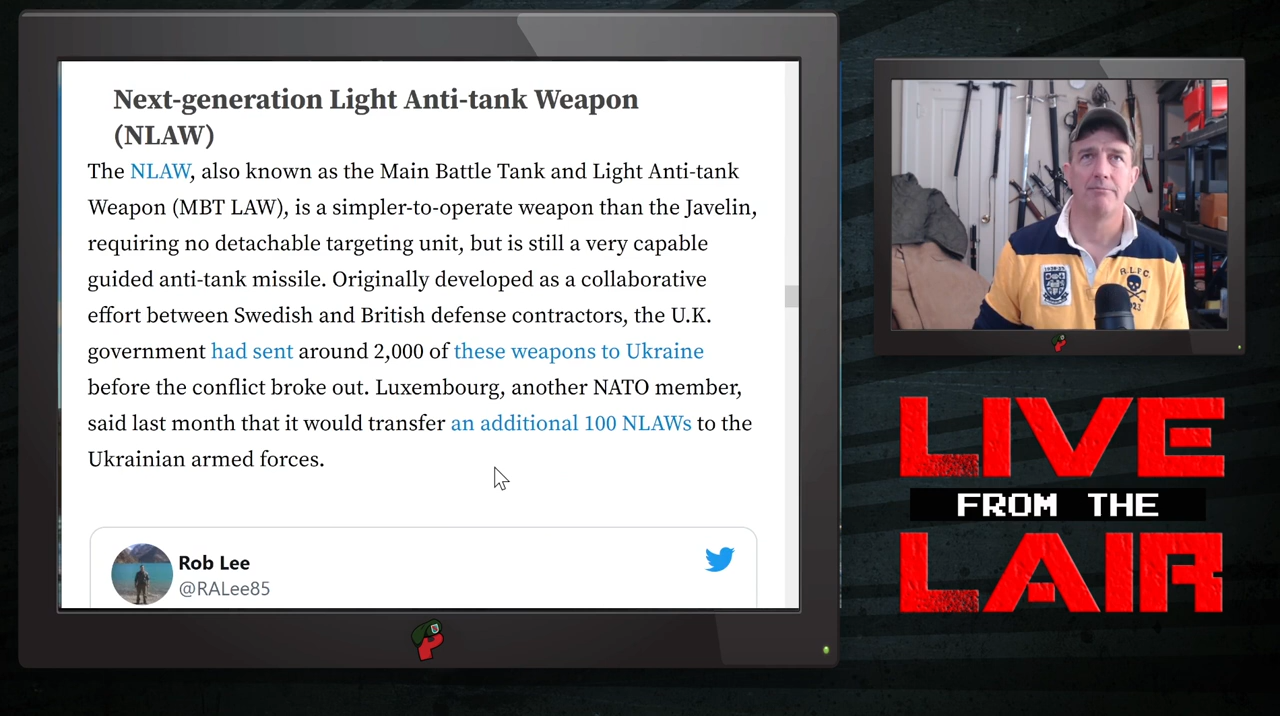 Next-generation Light Anti-tank Weapon
(NLAW)
The NLAW, also known as the Main Battle Tank and Light Anti-tank
Weapon (MBT LAW), is a simpler-to-operate weapon than the Javelin,
requiring no detachable targeting unit, but is still a very capable
guided anti-tank missile. Originally developed as a collaborative
effort between Swedish and British defense contractors, the U.K.
government had sent around 2,000 of these weapons to Ukraine
before the conflict broke out. Luxembourg, another NATO member,
said last month that it would transfer an additional 100 NLAWs to the
Ukrainian armed forces.
Rob Lee
@RALee85
R.L.F.C.
LIVE
FROM THE
LAIR